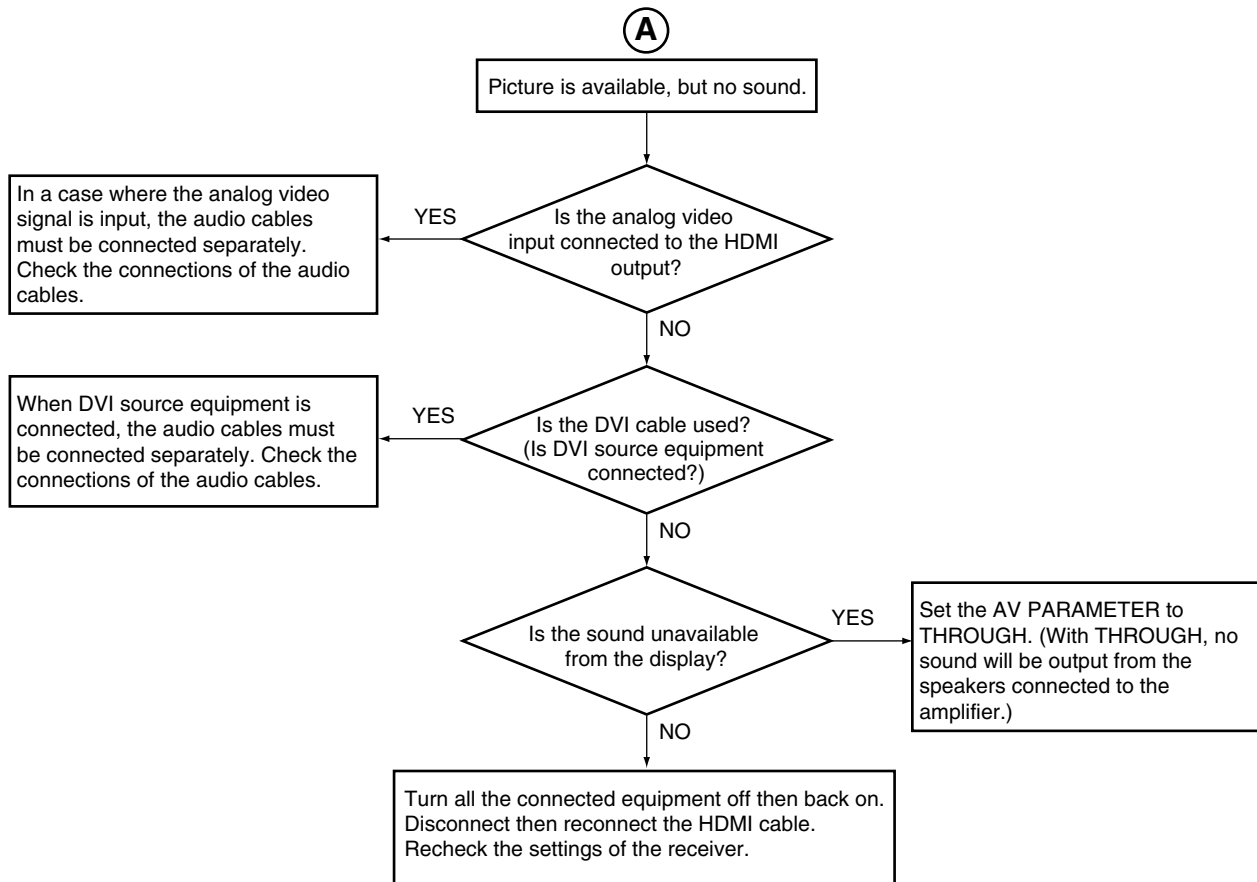 A
Picture is available, but no sound.
In a case where the analog video
signal is input, the audio cables
must be connected separately.
Check the connections of the audio
cables.
YES
Is the analog video
input connected to the HDMI
output?
NO
When DVI source equipment is
connected, the audio cables must
be connected separately. Check the
connections of the audio cables.
YES
Is the DVI cable used?
(Is DVI source equipment
connected?)
NO
Is the sound unavailable
from the display?
YES
Set the AV PARAMETER to
THROUGH. (With THROUGH, no
sound will be output from the
speakers connected to the
amplifier.)
NO
Turn all the connected equipment off then back on.
Disconnect then reconnect the HDMI cable.
Recheck the settings of the receiver.